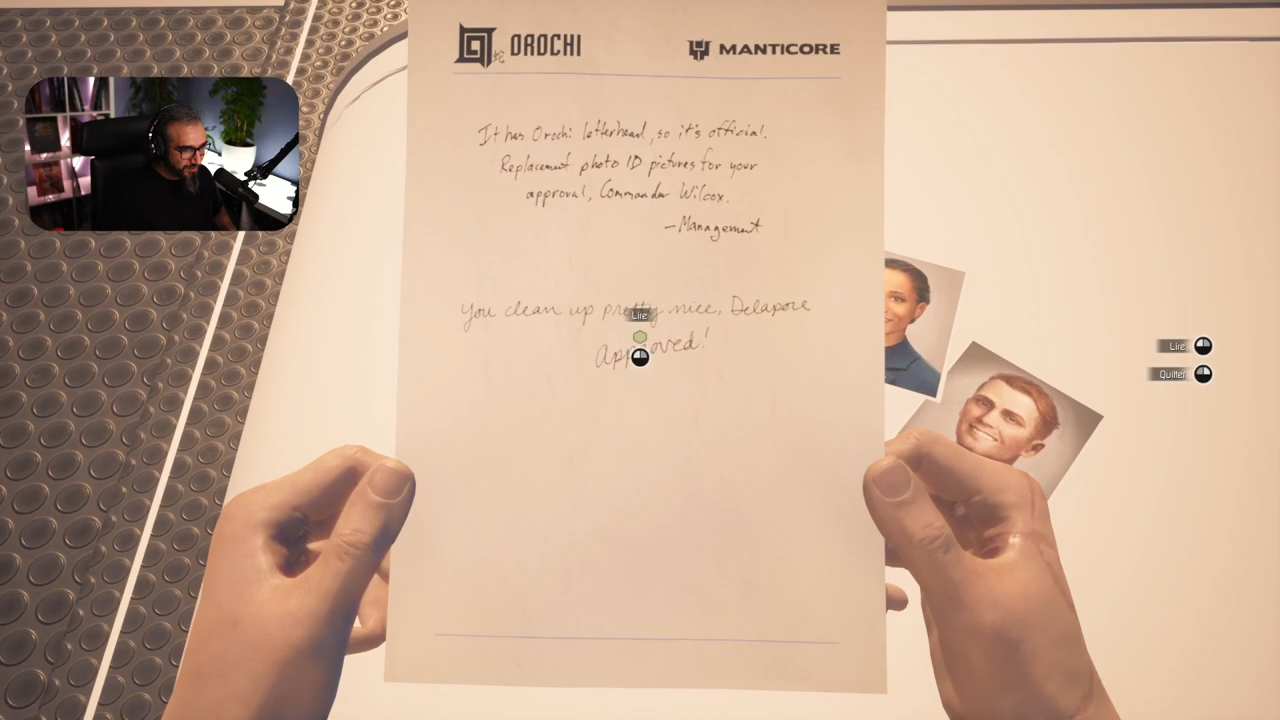 OROCHI
MANTICORE
It has Orochi letterhead, so it's official.
Replacement photo ID pictures for your
approval, Commander Wilcox.
—Management
You clean up pretty nice, Delapore
Lire
Approved!
Lire
Quitter